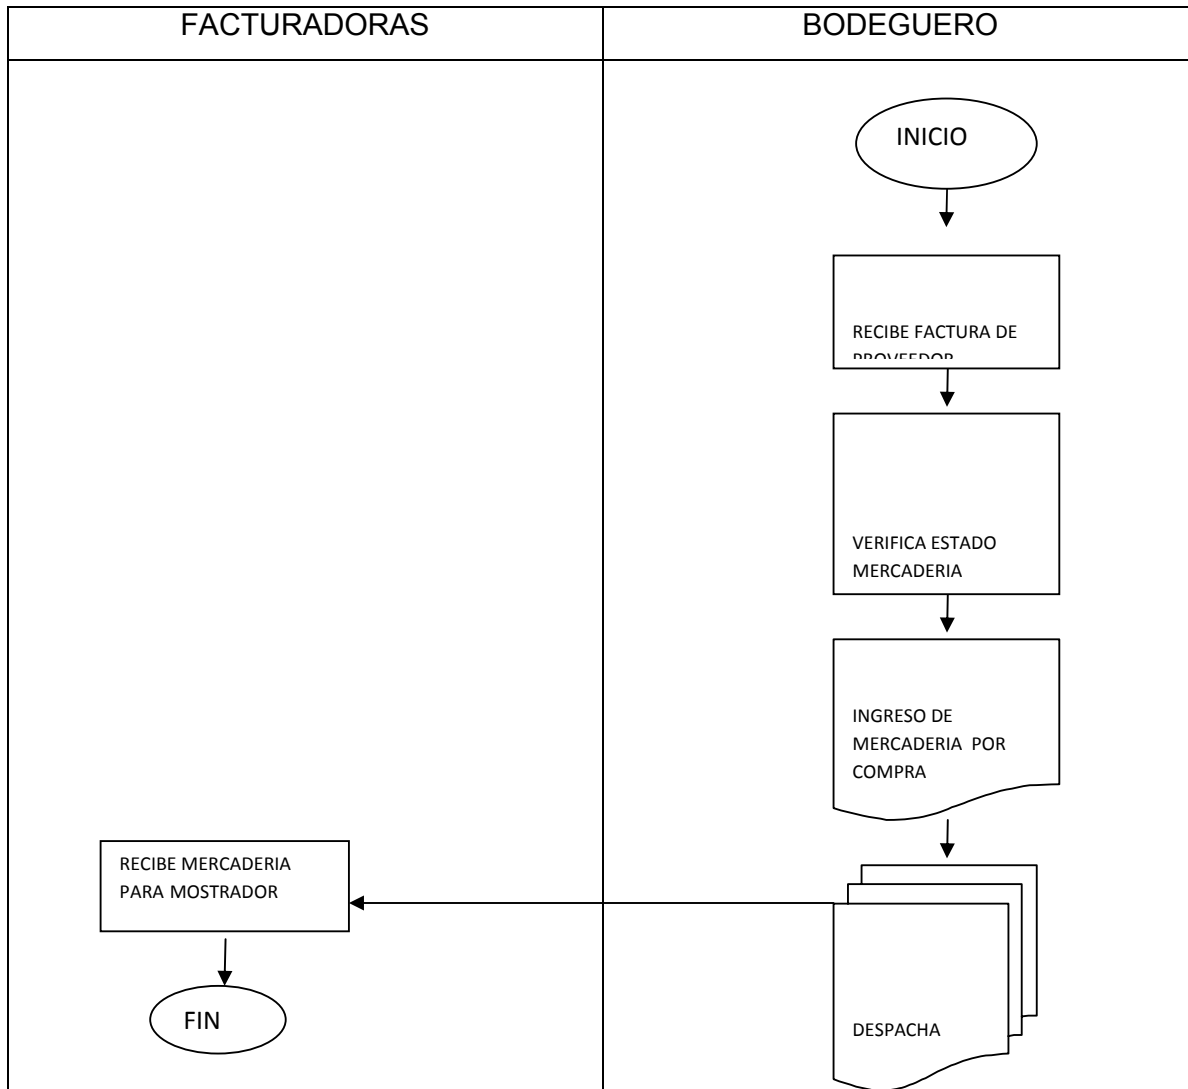 FACTURADORAS
BODEGUERO
INICIO
RECIBE FACTURA DE
PROVEEDOR
VERIFICA ESTADO
MERCADERIA
INGRESO DE
MERCADERIA POR
COMPRA
RECIBE MERCADERIA
PARA MOSTRADOR
FIN
DESPACHA